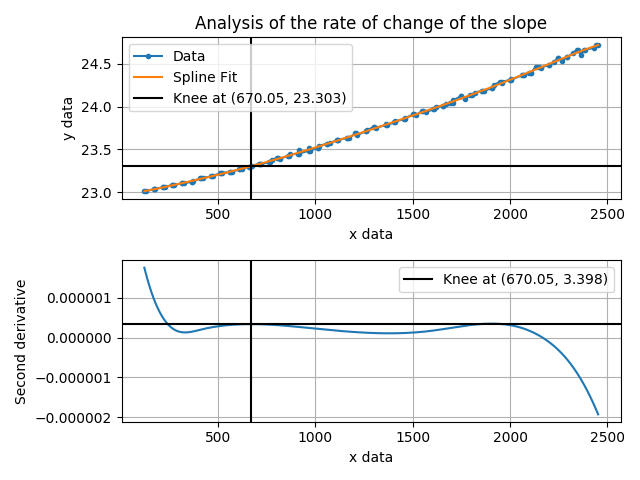 Analysis of the rate of change of the slope
Data
Spline Fit
Knee at (670.05, 23.303)
24.5
24.0
23.5
23.0
y data
500 1000 1500 2000 2500
x data
Knee at (670.05, 3.398)
0.000001
0.000000
−0.000001
−0.000002
Second derivative
500 1000 1500 2000 2500
x data